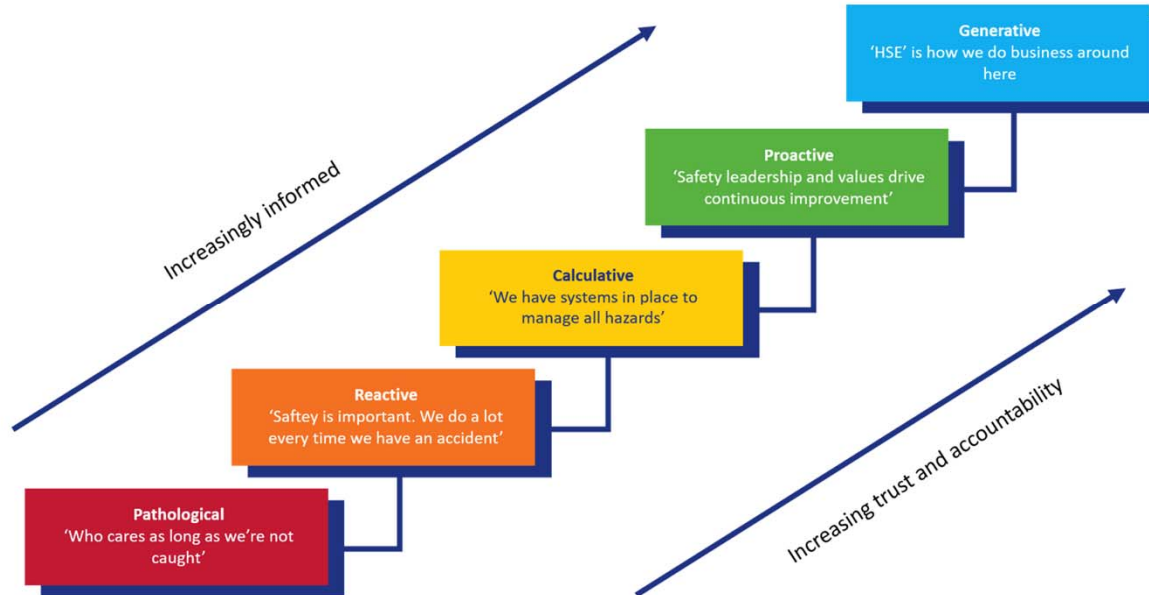 Generative
‘HSE’ is how we do business around
here
Proactive
‘Safety leadership and values drive
continuous improvement’
Increasingly informed
Calculative
‘We have systems in place to
manage all hazards’
Reactive
‘Saftey is important. We do a lot
every time we have an accident’
Increasing trust and accountability
Pathological
‘Who cares as long as we’re not
caught’